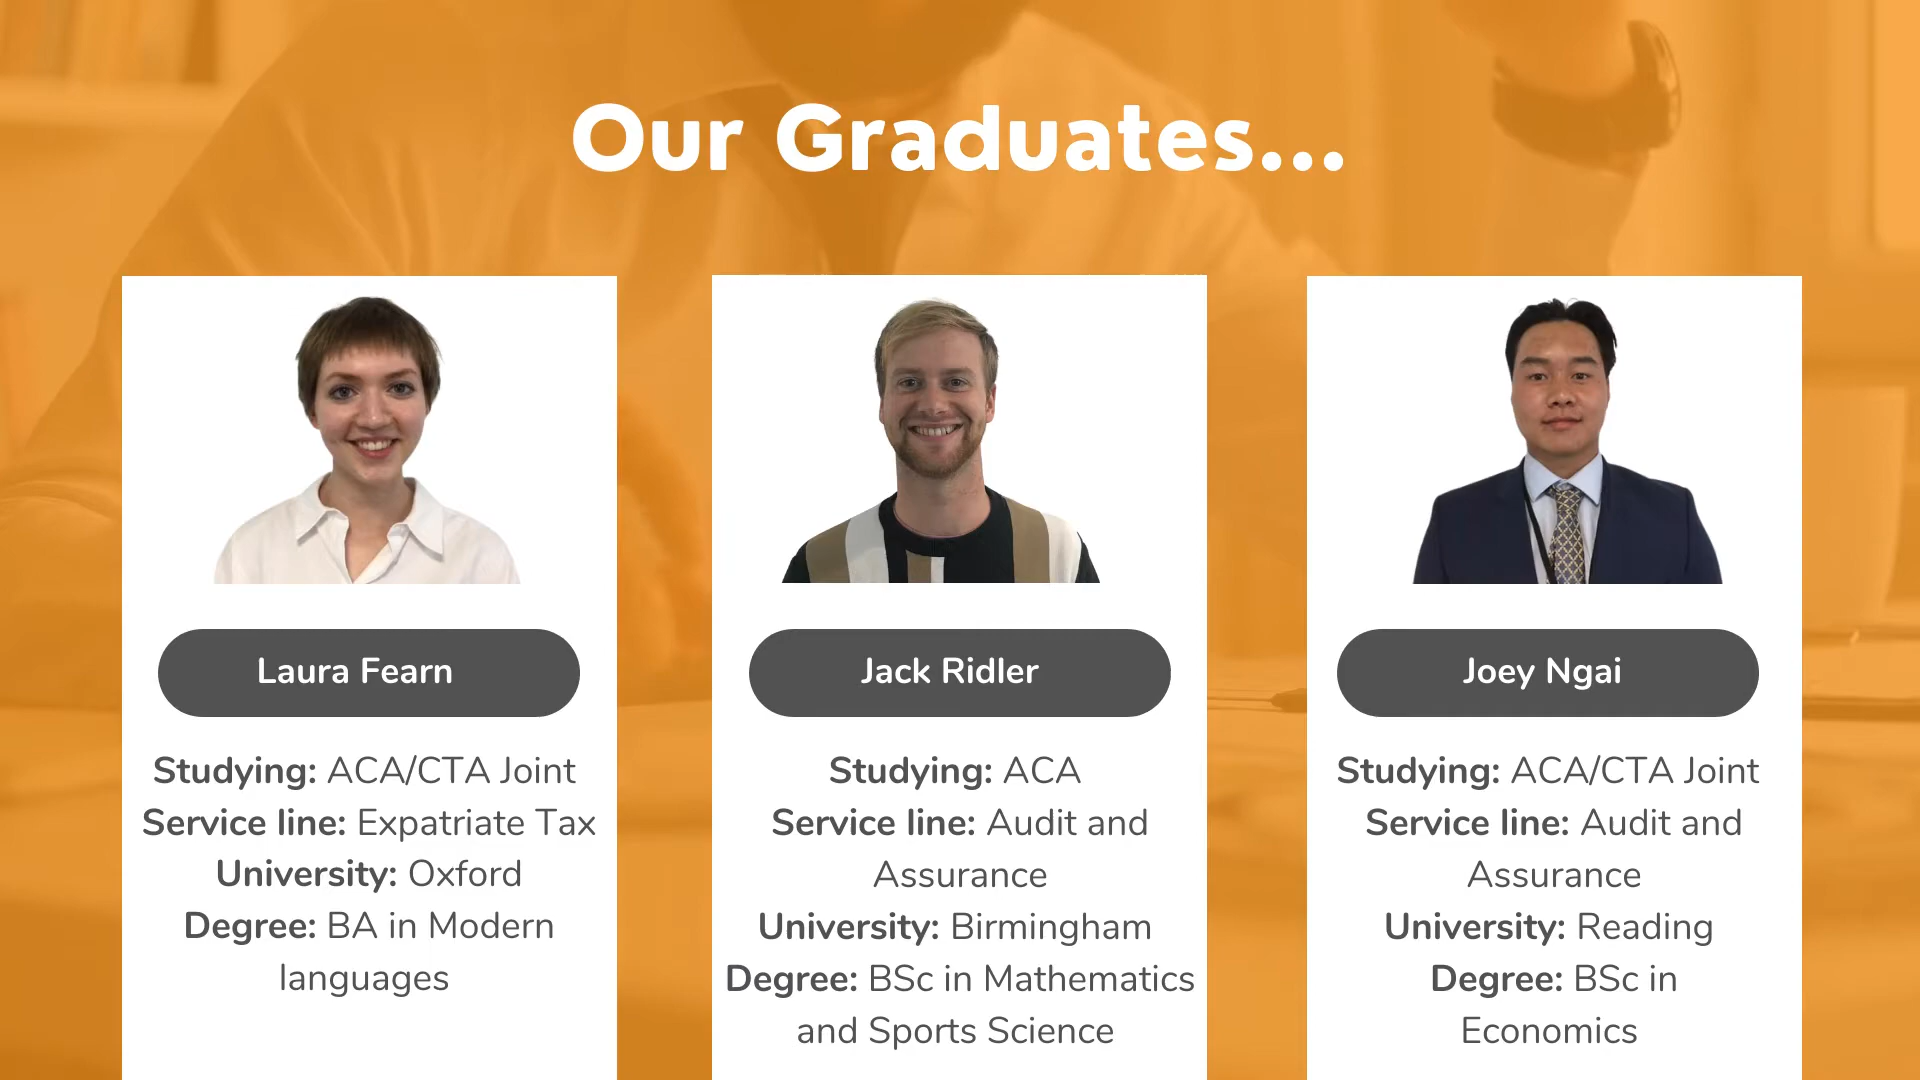 Our Graduates...
Laura Fearn
Studying: ACA/CTA Joint
Service line: Expatriate Tax
University: Oxford
Degree: BA in Modern
languages
Jack Ridler
Studying: ACA
Service line: Audit and
Assurance
University: Birmingham
Degree: BSc in Mathematics
and Sports Science
Joey Ngai
Studying: ACA/CTA Joint
Service line: Audit and
Assurance
University: Reading
Degree: BSc in
Economics